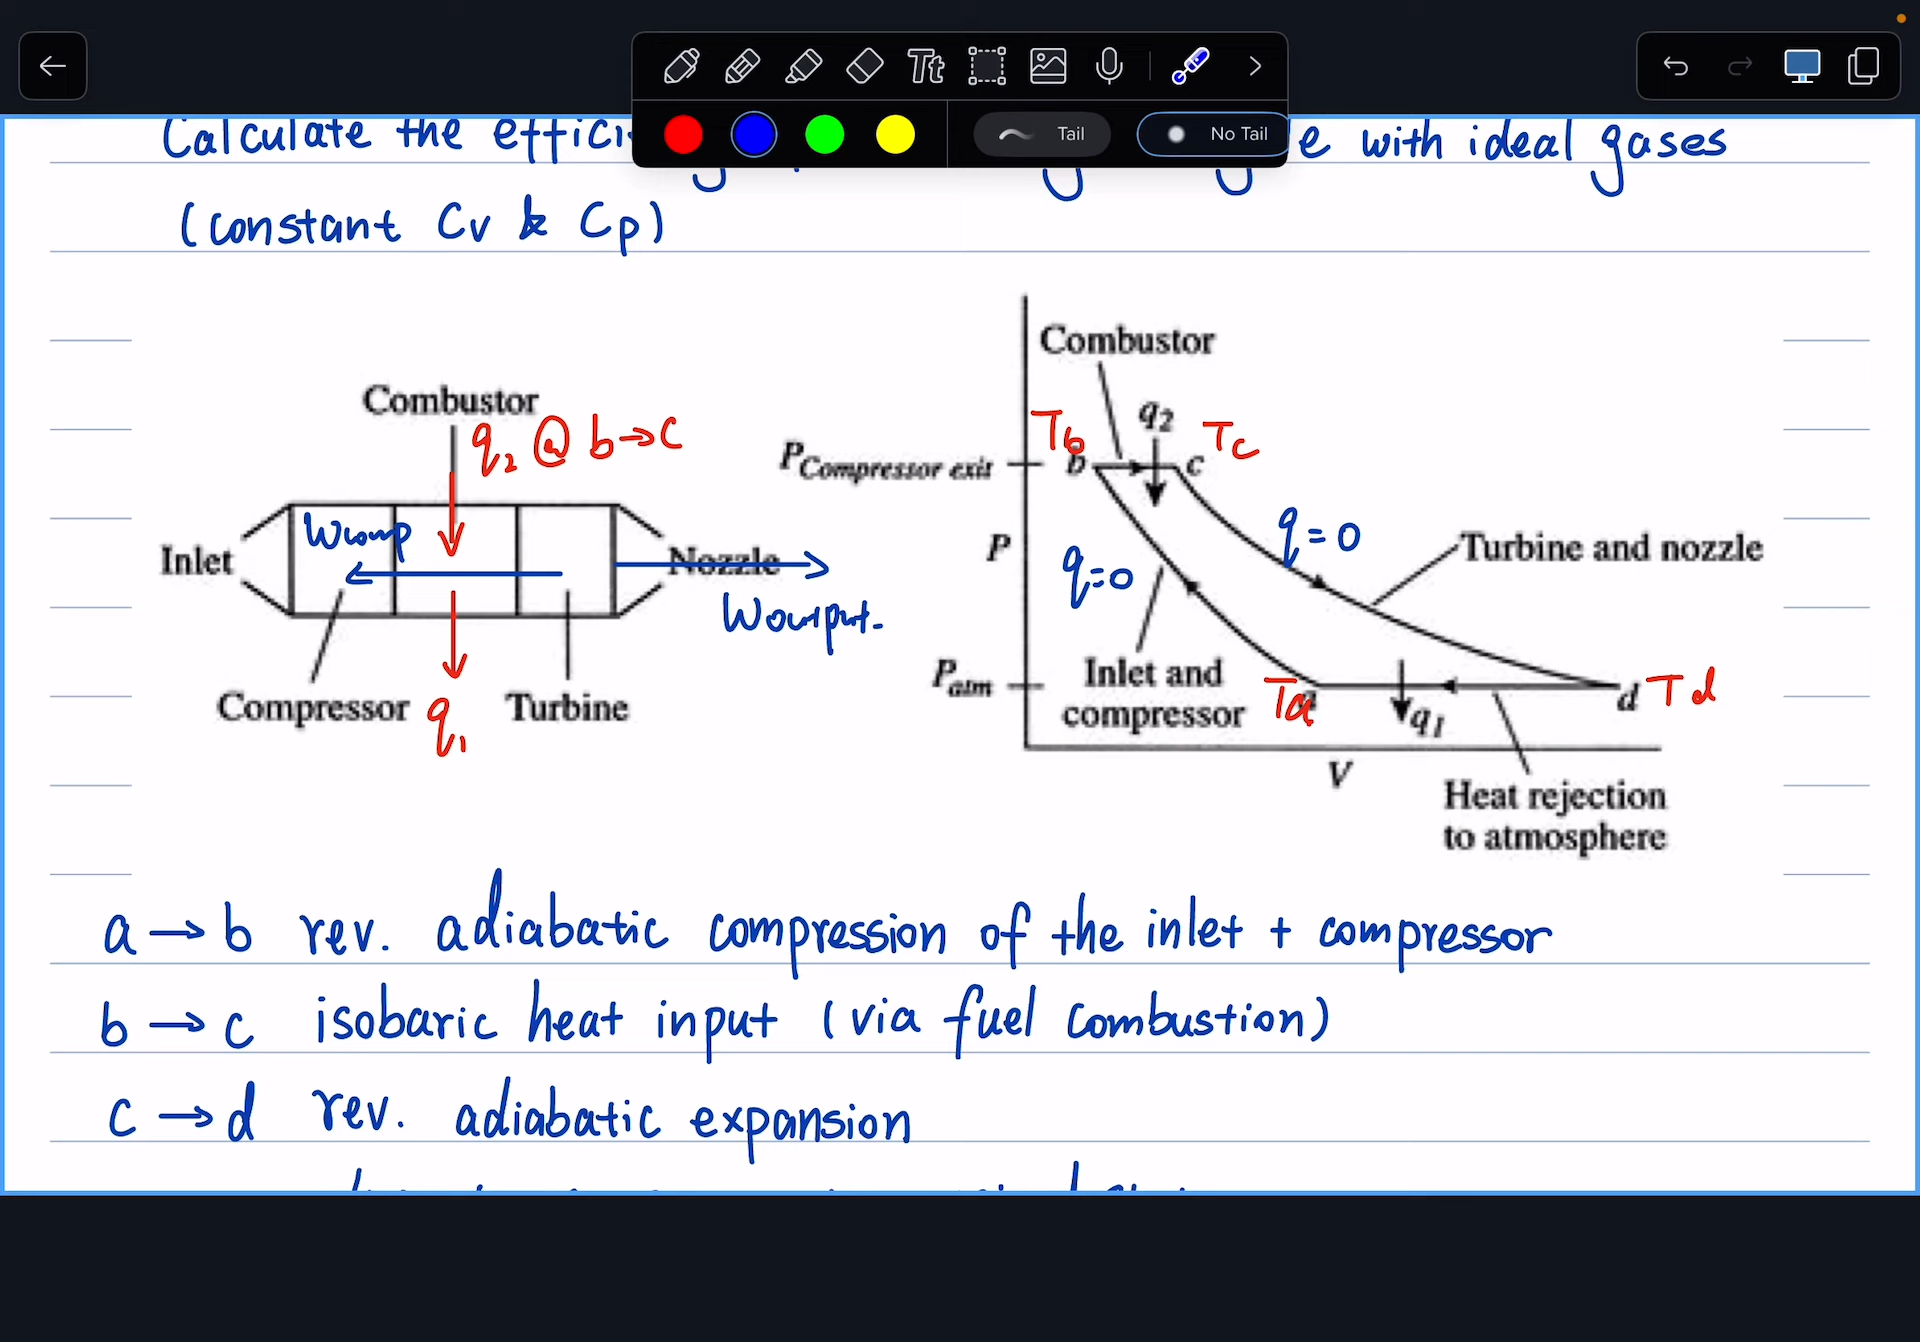 Tt
Tail
No Tail
Calculate the effici
e with ideal gases
(constant Cv & Cp)
Combustor
q₂ @ b→c
Inlet
Wcomp
Nozzle
Woutput.
Compressor
q₁
Turbine
Combustor
q2
Tb
Tc
PCompressor exit
b
c
q=0
P
Turbine and nozzle
q=0
Patm
Inlet and
compressor
Ta
q1
d
Td
V
Heat rejection
to atmosphere
a → b rev. adiabatic compression of the inlet + compressor
b → c isobaric heat input (via fuel combustion)
c → d rev. adiabatic expansion